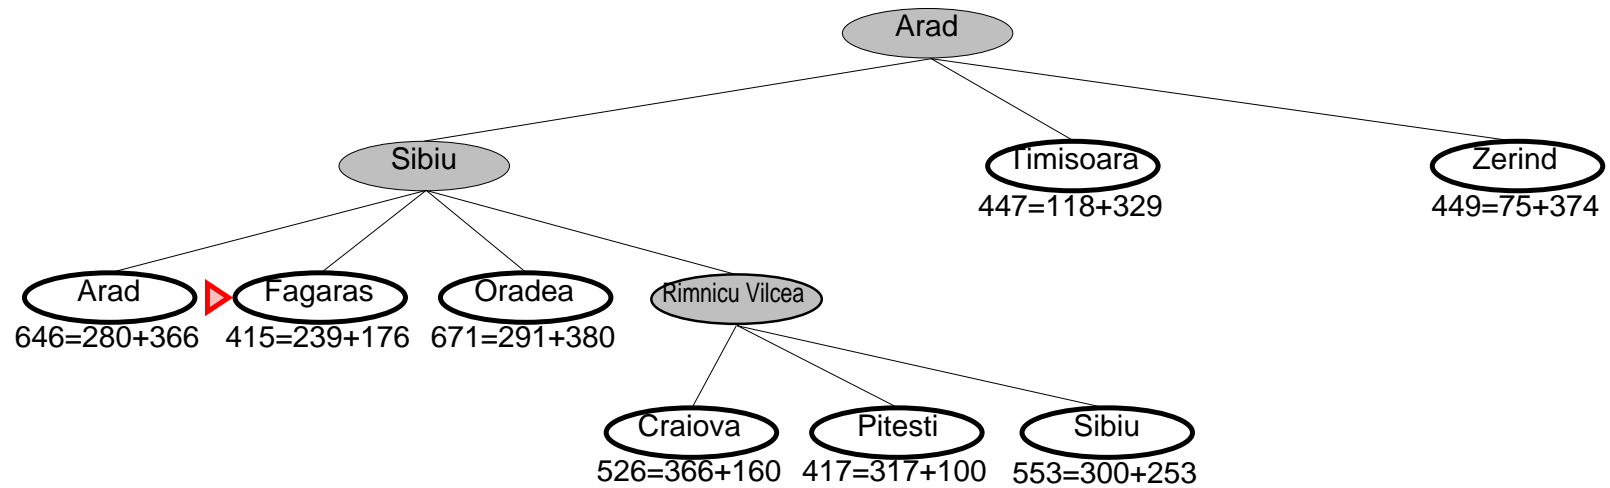 Arad
Sibiu
Timisoara
Zerind
447=118+329
449=75+374
Arad
Fagaras
Oradea
Rimnicu Vilcea
646=280+366
415=239+176
671=291+380
Craiova
Pitesti
Sibiu
526=366+160
417=317+100
553=300+253